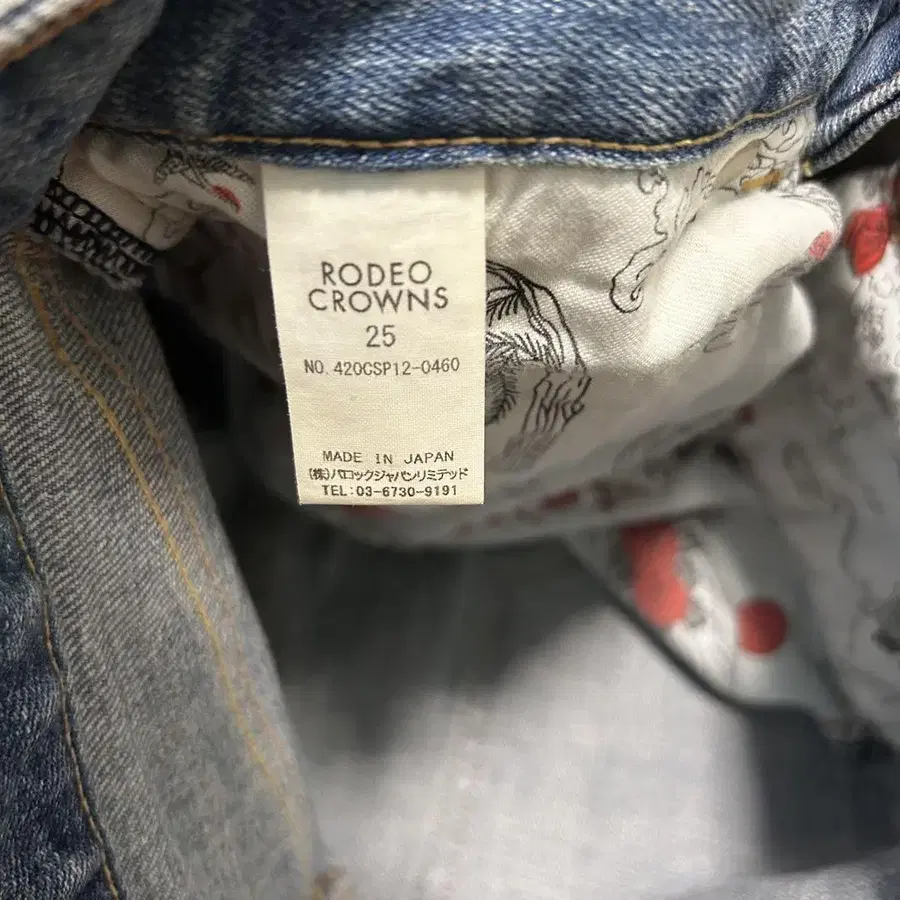 RODEO
CROWNS
25
NO.420CSP12-0460
MADE IN JAPAN
(株)バロックジャパンリミテッド
TEL:03-6730-9191